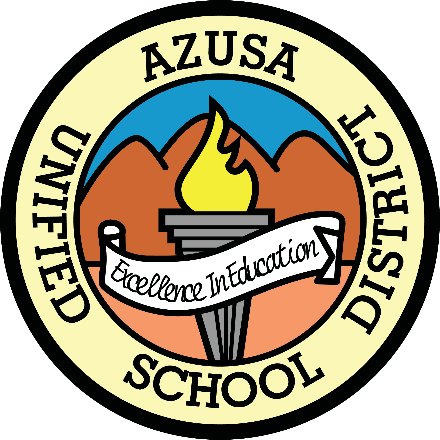 AZUSA
UNIFIED
SCHOOL
DISTRICT
Excellence In Education